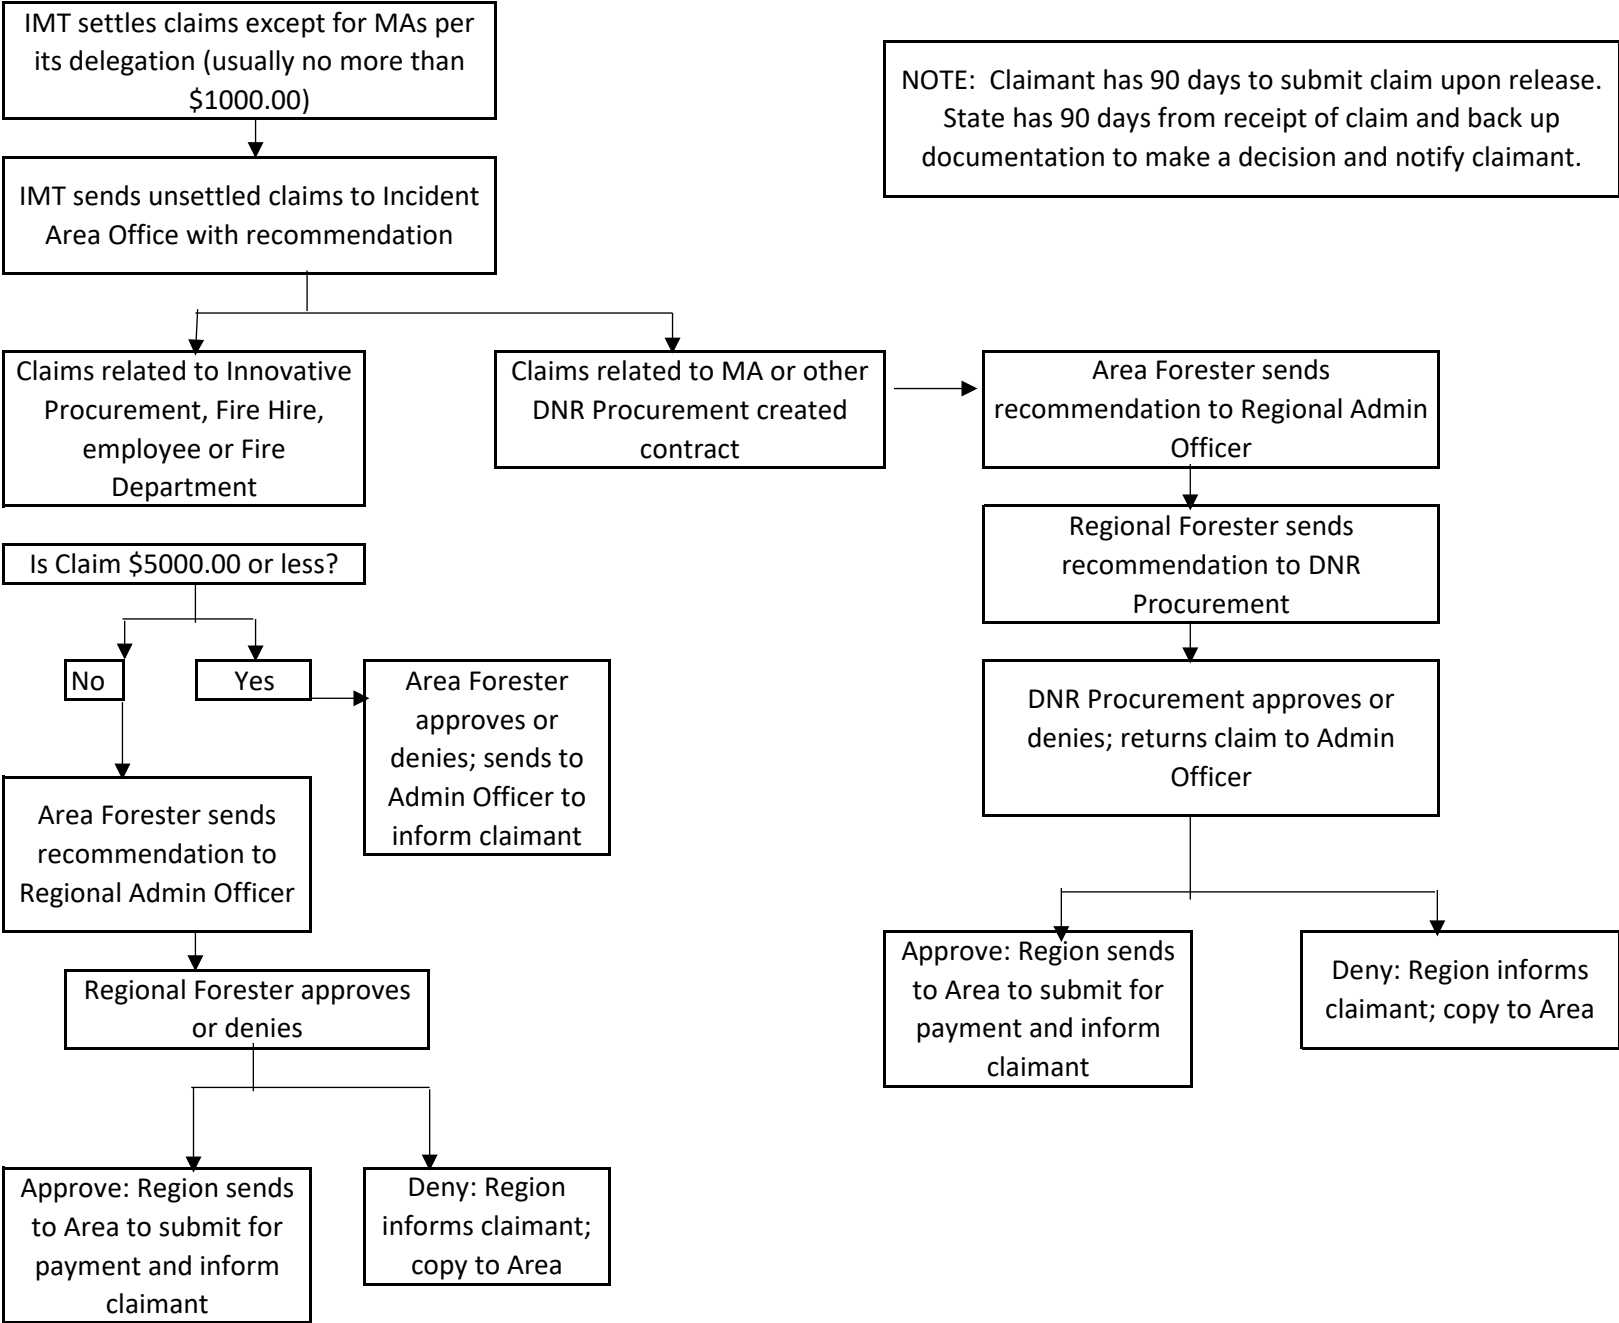 IMT settles claims except for MAs per
its delegation (usually no more than
$1000.00)
NOTE:  Claimant has 90 days to submit claim upon release.
State has 90 days from receipt of claim and back up
documentation to make a decision and notify claimant.
IMT sends unsettled claims to Incident
Area Office with recommendation
Claims related to Innovative
Procurement, Fire Hire,
employee or Fire
Department
Claims related to MA or other
DNR Procurement created
contract
Area Forester sends
recommendation to Regional Admin
Officer
Regional Forester sends
recommendation to DNR
Procurement
Is Claim $5000.00 or less?
No
Yes
Area Forester
approves or
denies; sends to
Admin Officer to
inform claimant
DNR Procurement approves or
denies; returns claim to Admin
Officer
Area Forester sends
recommendation to
Regional Admin Officer
Regional Forester approves
or denies
Approve: Region sends
to Area to submit for
payment and inform
claimant
Deny: Region informs
claimant; copy to Area
Approve: Region sends
to Area to submit for
payment and inform
claimant
Deny: Region
informs claimant;
copy to Area